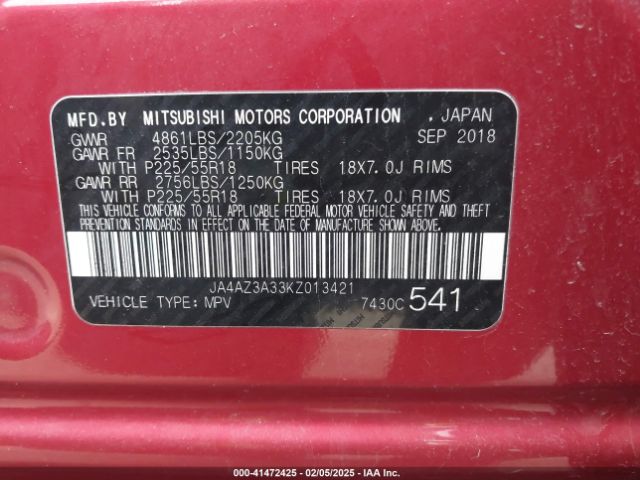 MFD.BY MITSUBISHI MOTORS CORPORATION . JAPAN
GVWR 4861LBS/2205KG SEP 2018
GAWR FR 2535LBS/1150KG
WITH P225/55R18 TIRES 18X7.0J RIMS
GAWR RR 2756LBS/1250KG
WITH P225/55R18 TIRES 18X7.0J RIMS
THIS VEHICLE CONFORMS TO ALL APPLICABLE FEDERAL MOTOR VEHICLE SAFETY AND THEFT
PREVENTION STANDARDS IN EFFECT ON THE DATE OF MANUFACTURE SHOWN ABOVE.
JA4AZ3A33KZ013421
VEHICLE TYPE: MPV 7430C 541
000-41472425 - 02/05/2025 - IAAI.COM